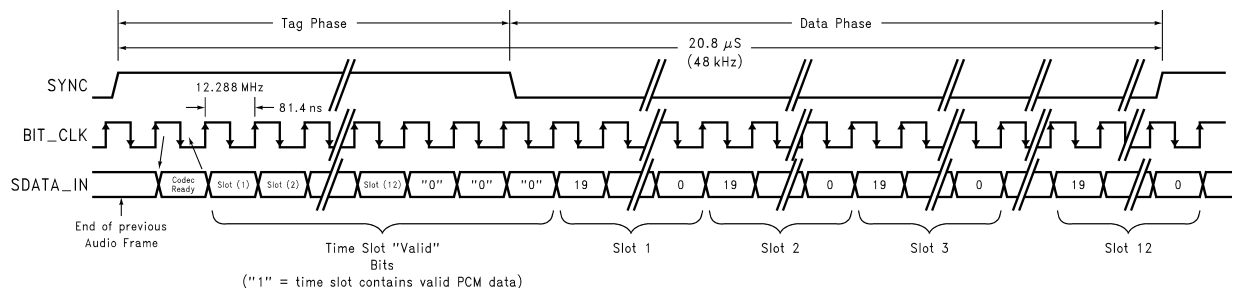 Tag Phase
Data Phase
20.8 μS
(48 kHz)
SYNC
12.288 MHz
81.4 ns
BIT_CLK
SDATA_IN
Codec
Ready
Slot (1)
Slot (2)
Slot (12)
"0"
"0"
"0"
19
0
19
0
19
0
19
0
End of previous
Audio Frame
Time Slot "Valid"
Bits
("1" = time slot contains valid PCM data)
Slot 1
Slot 2
Slot 3
Slot 12